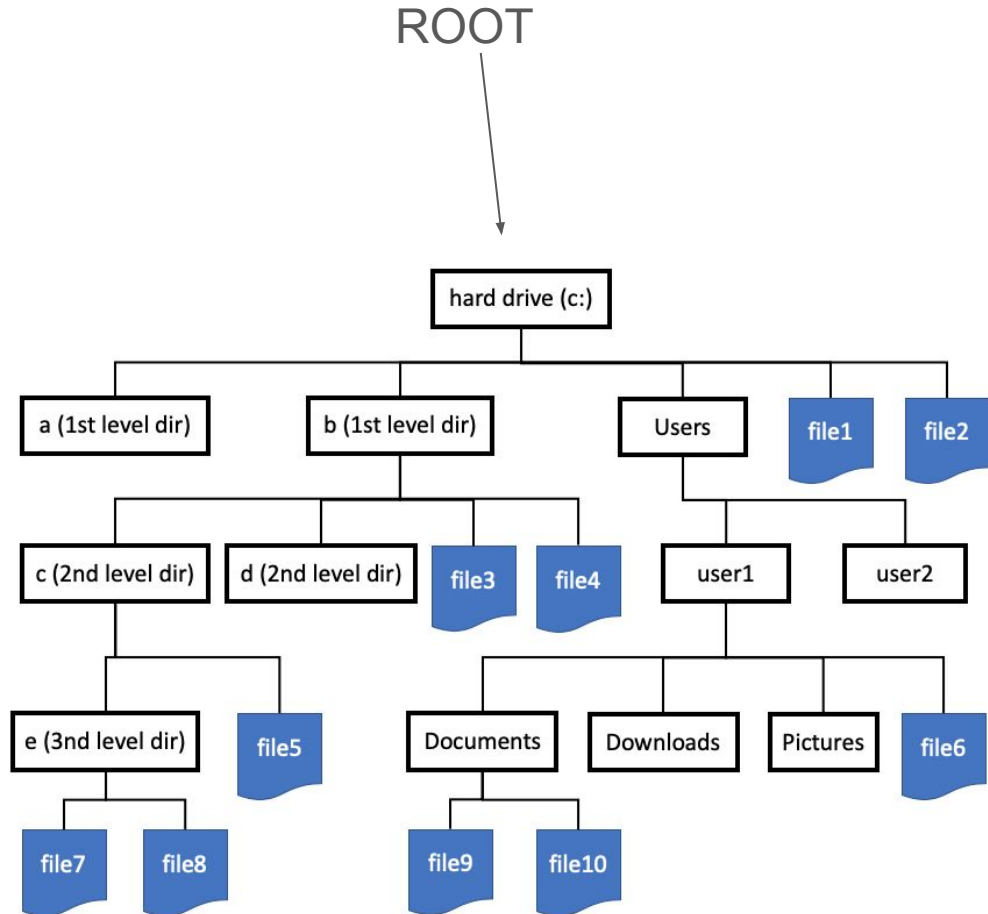 ROOT
hard drive (c:)
a (1st level dir)
b (1st level dir)
Users
file1
file2
c (2nd level dir)
d (2nd level dir)
file3
file4
user1
user2
e (3nd level dir)
file5
Documents
Downloads
Pictures
file6
file7
file8
file9
file10